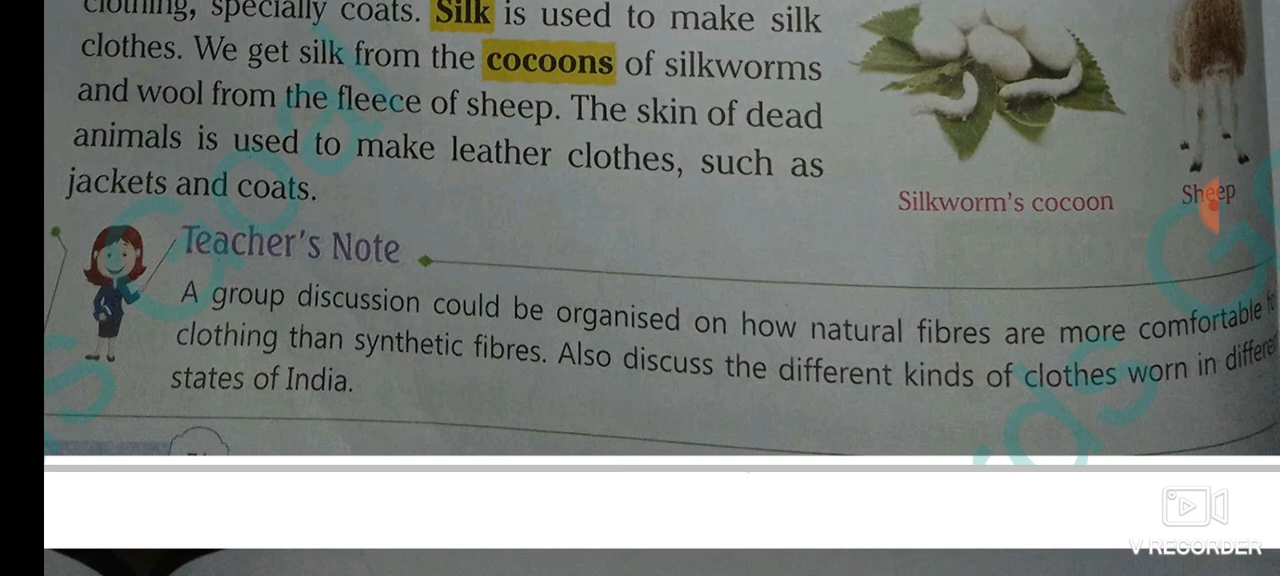 clothing, specially coats. Silk is used to make silk
clothes. We get silk from the cocoons of silkworms
and wool from the fleece of sheep. The skin of dead
animals is used to make leather clothes, such as
jackets and coats.
Silkworm's cocoon
Sheep
Teacher's Note
A group discussion could be organised on how natural fibres are more comfortable
clothing than synthetic fibres. Also discuss the different kinds of clothes worn in
states of India.
V RECORDER